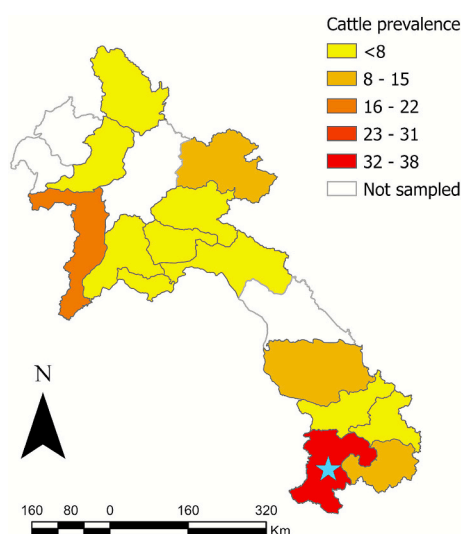 Cattle prevalence
<8
8 - 15
16 - 22
23 - 31
32 - 38
Not sampled
N
160 80 0 160 320
Km